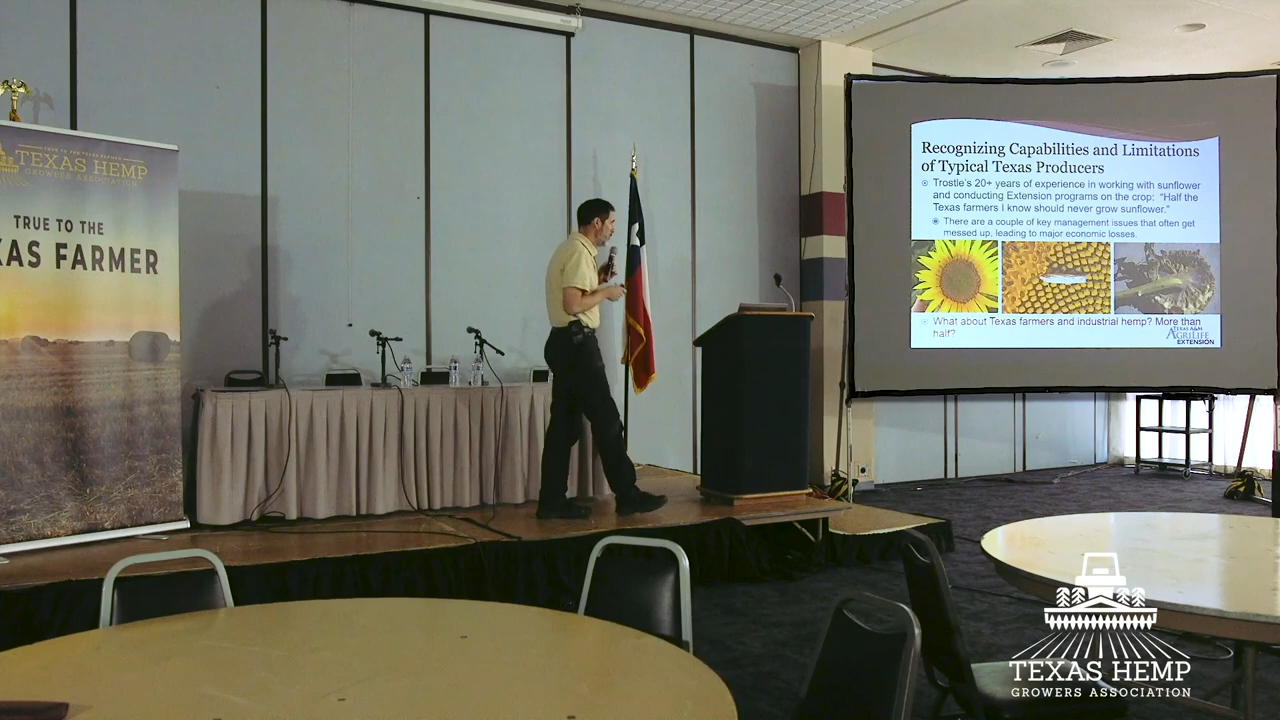 TEXAS HEMP
GROWERS ASSOCIATION
TRUE TO THE
XAS FARMER
Recognizing Capabilities and Limitations
of Typical Texas Producers
Trostle's 20+ years of experience in working with sunflower
and conducting Extension programs on the crop: "Half the
Texas farmers I know should never grow sunflower."
There are a couple of key management issues that often get
messed up, leading to major economic losses.
What about Texas farmers and industrial hemp? More than
half?
TEXAS A&M
AGRILIFE
EXTENSION
TEXAS HEMP
GROWERS ASSOCIATION